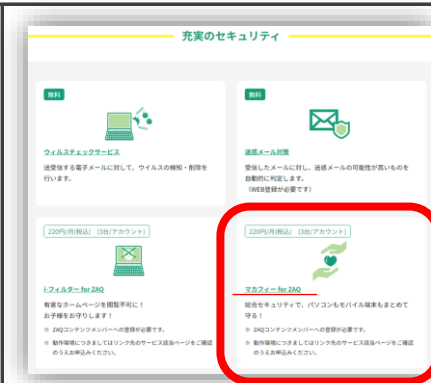 充実のセキュリティ
無料
ウィルスチェックサービス
送受信する電子メールに対して、ウイルスの検知・削除を
行います。
無料
迷惑メール対策
受信したメールに対し、迷惑メールの可能性が高いものを
自動的に判定します。
(WEB登録が必要です)
220円/月(税込) (3台/アカウント)
i-フィルター for ZAQ
有害なホームページを閲覧不可に!
お子様をお守りします!
※ ZAQコンテンツメンバーへの登録が必要です。
※ 動作環境につきましてはリンク先のサービス該当ページをご確認
のうえお申込みください。
220円/月(税込) (3台/アカウント)
マカフィー for ZAQ
総合セキュリティで、パソコンもモバイル端末もまとめて
守る!
※ ZAQコンテンツメンバーへの登録が必要です。
※ 動作環境につきましてはリンク先のサービス該当ページをご確認
のうえお申込みください。